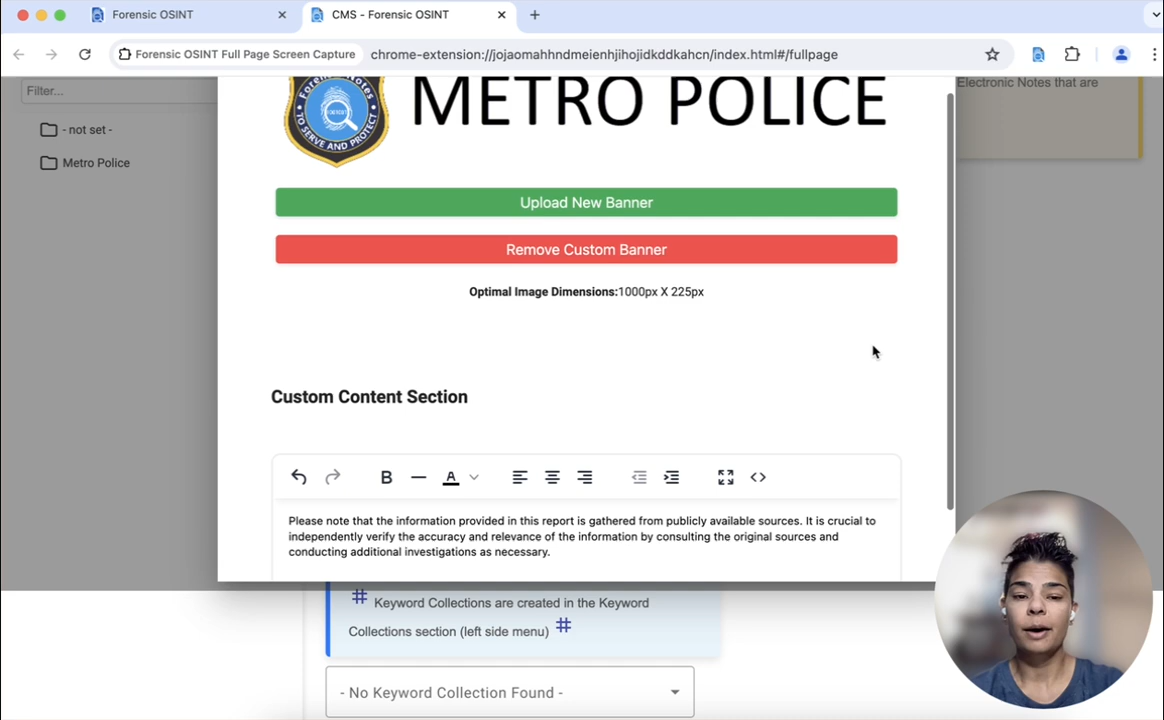 Forensic OSINT
CMS - Forensic OSINT
Forensic OSINT Full Page Screen Capture
chrome-extension://jojaomahhndmeienhjihojidkddkahcn/index.html#/fullpage
Filter...
- not set -
Metro Police
Electronic Notes that are
TO SERVE AND PROTECT
METRO POLICE
Upload New Banner
Remove Custom Banner
Optimal Image Dimensions:1000px X 225px
Custom Content Section
B
A
Please note that the information provided in this report is gathered from publicly available sources. It is crucial to
independently verify the accuracy and relevance of the information by consulting the original sources and
conducting additional investigations as necessary.
# Keyword Collections are created in the Keyword
Collections section (left side menu) #
- No Keyword Collection Found -